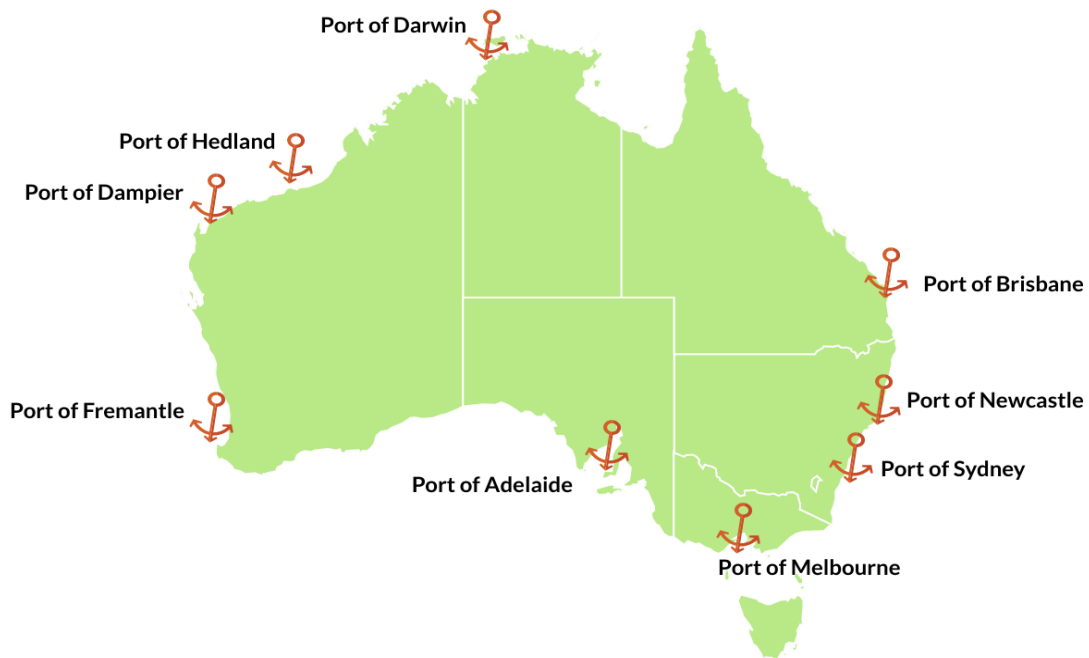 Port of Darwin
Port of Hedland
Port of Dampier
Port of Brisbane
Port of Newcastle
Port of Fremantle
Port of Sydney
Port of Adelaide
Port of Melbourne